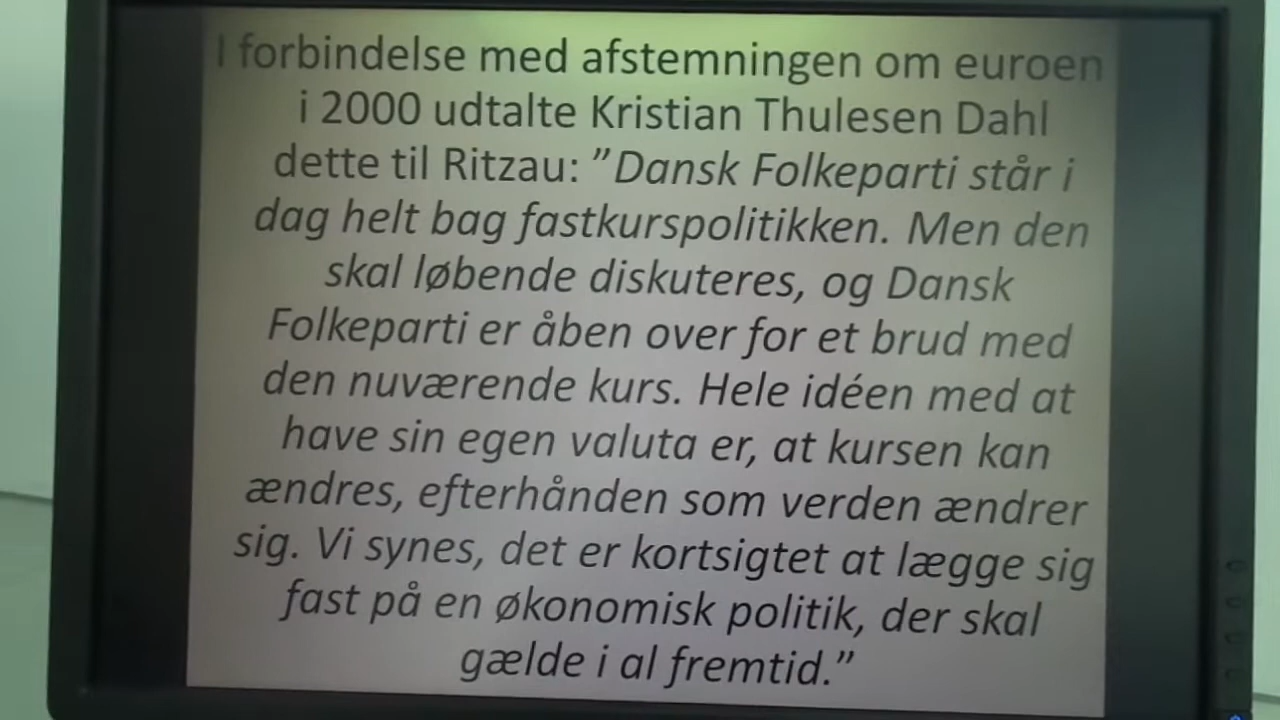 I forbindelse med afstemningen om euroen
i 2000 udtalte Kristian Thulesen Dahl
dette til Ritzau: ”Dansk Folkeparti står i
dag helt bag fastkurspolitikken. Men den
skal løbende diskuteres, og Dansk
Folkeparti er åben over for et brud med
den nuværende kurs. Hele idéen med at
have sin egen valuta er, at kursen kan
ændres, efterhånden som verden ændrer
sig. Vi synes, det er kortsigtet at lægge sig
fast på en økonomisk politik, der skal
gælde i al fremtid.”